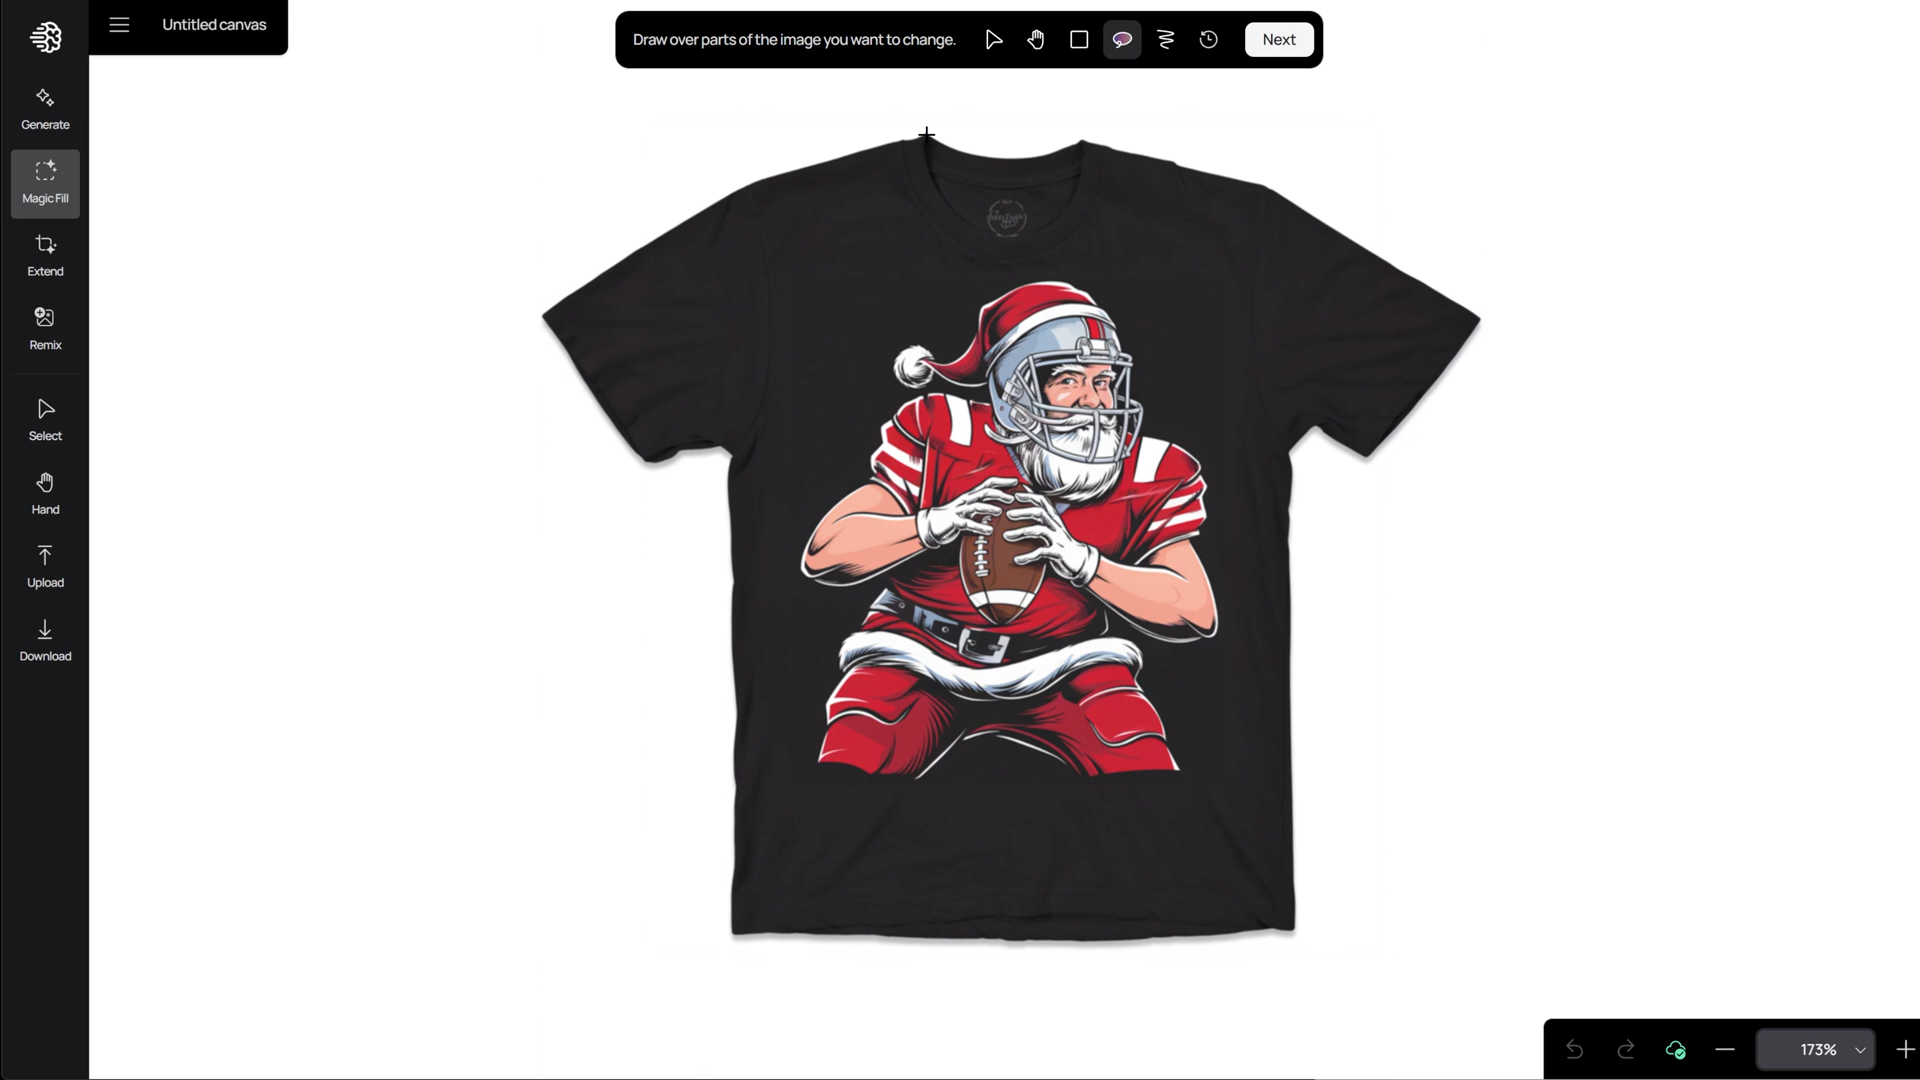 Untitled canvas
Draw over parts of the image you want to change.
Next
Generate
Magic Fill
Extend
Remix
Select
Hand
Upload
Download
173%